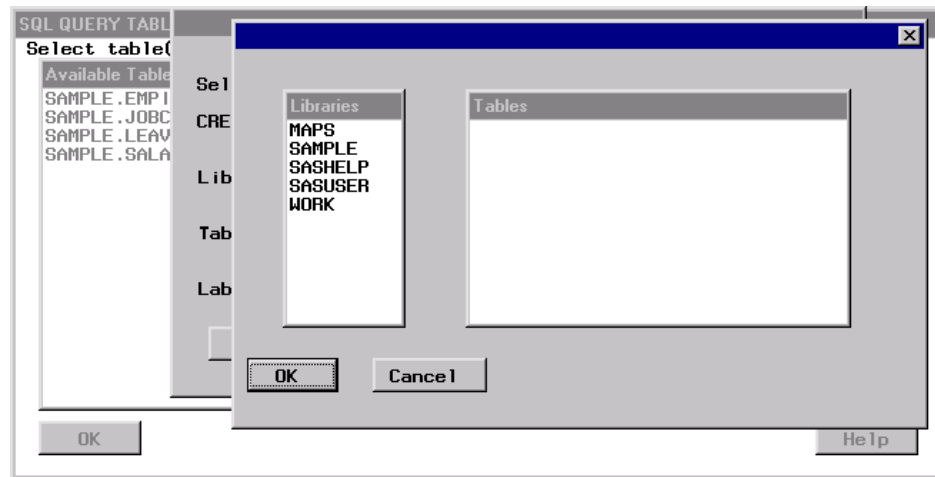 SQL QUERY TABL
Select table(
Available Table
SAMPLE.EMPI
SAMPLE.JOBC
SAMPLE.LEAV
SAMPLE.SALA
Sel
CRE
Lib
Tab
Lab
Libraries
MAPS
SAMPLE
SASHELP
SASUSER
WORK
Tables
OK
Cancel
OK
Help